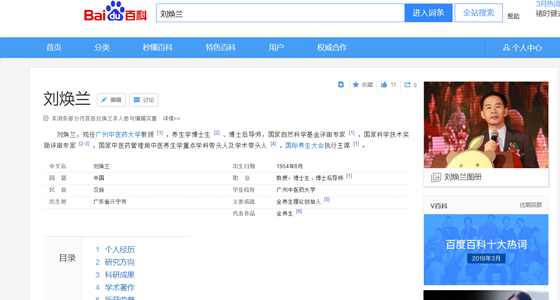 Bai du 百科
刘焕兰
进入词条
全站搜索
帮助
3月热词
首页
分类
秒懂百科
特色百科
用户
权威合作
个人中心
刘焕兰
编辑
讨论
收藏
11
0
本词条部分内容由刘焕兰本人参与编辑完善 详情>>
刘焕兰，现任广州中医药大学教授 [1] ，养生学博士生 [2] 、博士后导师，国家自然科学基金评审专家 [1] ，国家科学技术奖
励评审专家 [2-3] ，国家中医药管理局中医养生学重点学科带头人及学术带头人 [4] ，国际养生大会执行主席 [1] 。
中文名
刘焕兰
出生日期
1954年8月
国 籍
中国
职 业
教授，博士生、博士后导师 [1]
民 族
汉族
毕业院校
广州中医药大学
出生地
广东省兴宁市
主要成就
全养生理论创始人 [5]
代表作品
全养生 [6]
目录
1 个人经历
2 研究方向
3 科研成果
4 学术著作
刘焕兰图册
V百科
往期回顾
百度百科十大热词
2019年3月